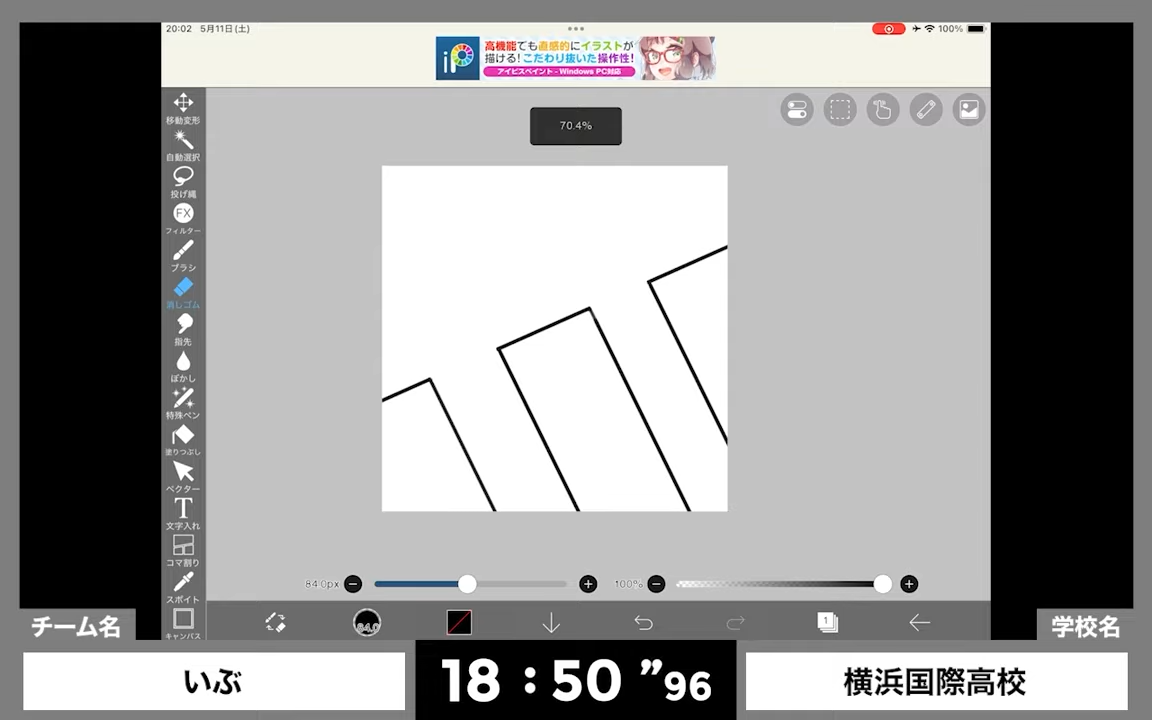 20:02 5月11日(土)
100%
高機能でも直感的にイラストが
描ける!こだわり抜いた操作性!
アイビスペイント - Windows PC対応
70.4%
移動変形
自動選択
投げ縄
FX
フィルター
ブラシ
消しゴム
指先
ぼかし
特殊ペン
塗りつぶし
ベクター
T
文字入れ
コマ割り
スポイト
キャンバス
84.0px
100%
84.0
1
チーム名
学校名
いぶ
18:50"96
横浜国際高校